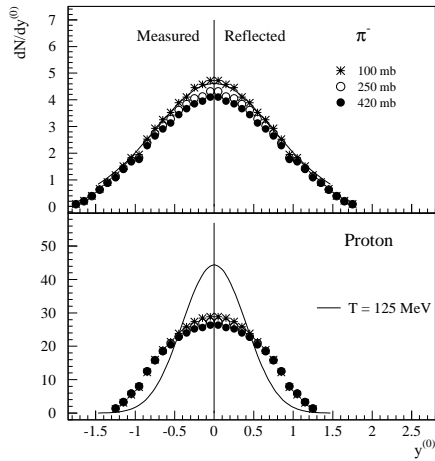 dN/dy(0)
7
6
5
4
3
2
1
0
Measured
Reflected
π-
100 mb
250 mb
420 mb
50
40
30
20
10
0
Proton
T = 125 MeV
-1.5 -1 -0.5 0 0.5 1 1.5 2 2.5
y(0)